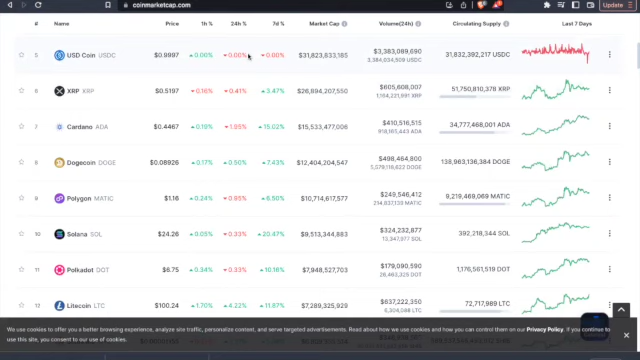 coinmarketcap.com
Update
# Name Price 1h % 24h % 7d % Market Cap Volume(24h) Circulating Supply Last 7 Days
5 USD Coin USDC $0.9997 0.00% 0.00% 0.00% $31,823,833,185 $3,383,089,690 31,832,392,217 USDC
3,384,034,509 USDC
XRP XRP $0.5197 0.16% 0.41% 3.47% $26,894,207,550 $605,608,007 51,750,810,378 XRP
1,164,221,691 XRP
7 Cardano ADA $0.4467 0.19% 1.95% 15.02% $15,533,477,006 $410,516,515 34,777,468,001 ADA
918,165,443 ADA
8 Dogecoin DOGE $0.08926 0.17% 0.50% 7.43% $12,404,204,547 $498,464,800 138,963,136,384 DOGE
5,579,118,622 DOGE
9 Polygon MATIC $1.16 0.24% 0.95% 6.50% $10,714,617,577 $249,546,412 9,219,469,069 MATIC
214,837,138 MATIC
10 Solana SOL $24.26 0.05% 0.33% 20.47% $9,513,344,883 $324,232,877 392,218,344 SOL
13,347,077 SOL
11 Polkadot DOT $6.75 0.34% 0.33% 10.16% $7,948,527,703 $179,090,590 1,176,561,519 DOT
26,463,325 DOT
12 Litecoin LTC $100.24 1.70% 4.22% 11.87% $7,289,325,929 $637,222,350 72,717,989 LTC
6,304,081 LTC
We use cookies to offer you a better browsing experience, analyze site traffic, personalize content, and serve targeted advertisements. Read about how we use cookies and how you can control them on our Privacy Policy. If you continue to
use this site, you consent to our use of cookies.